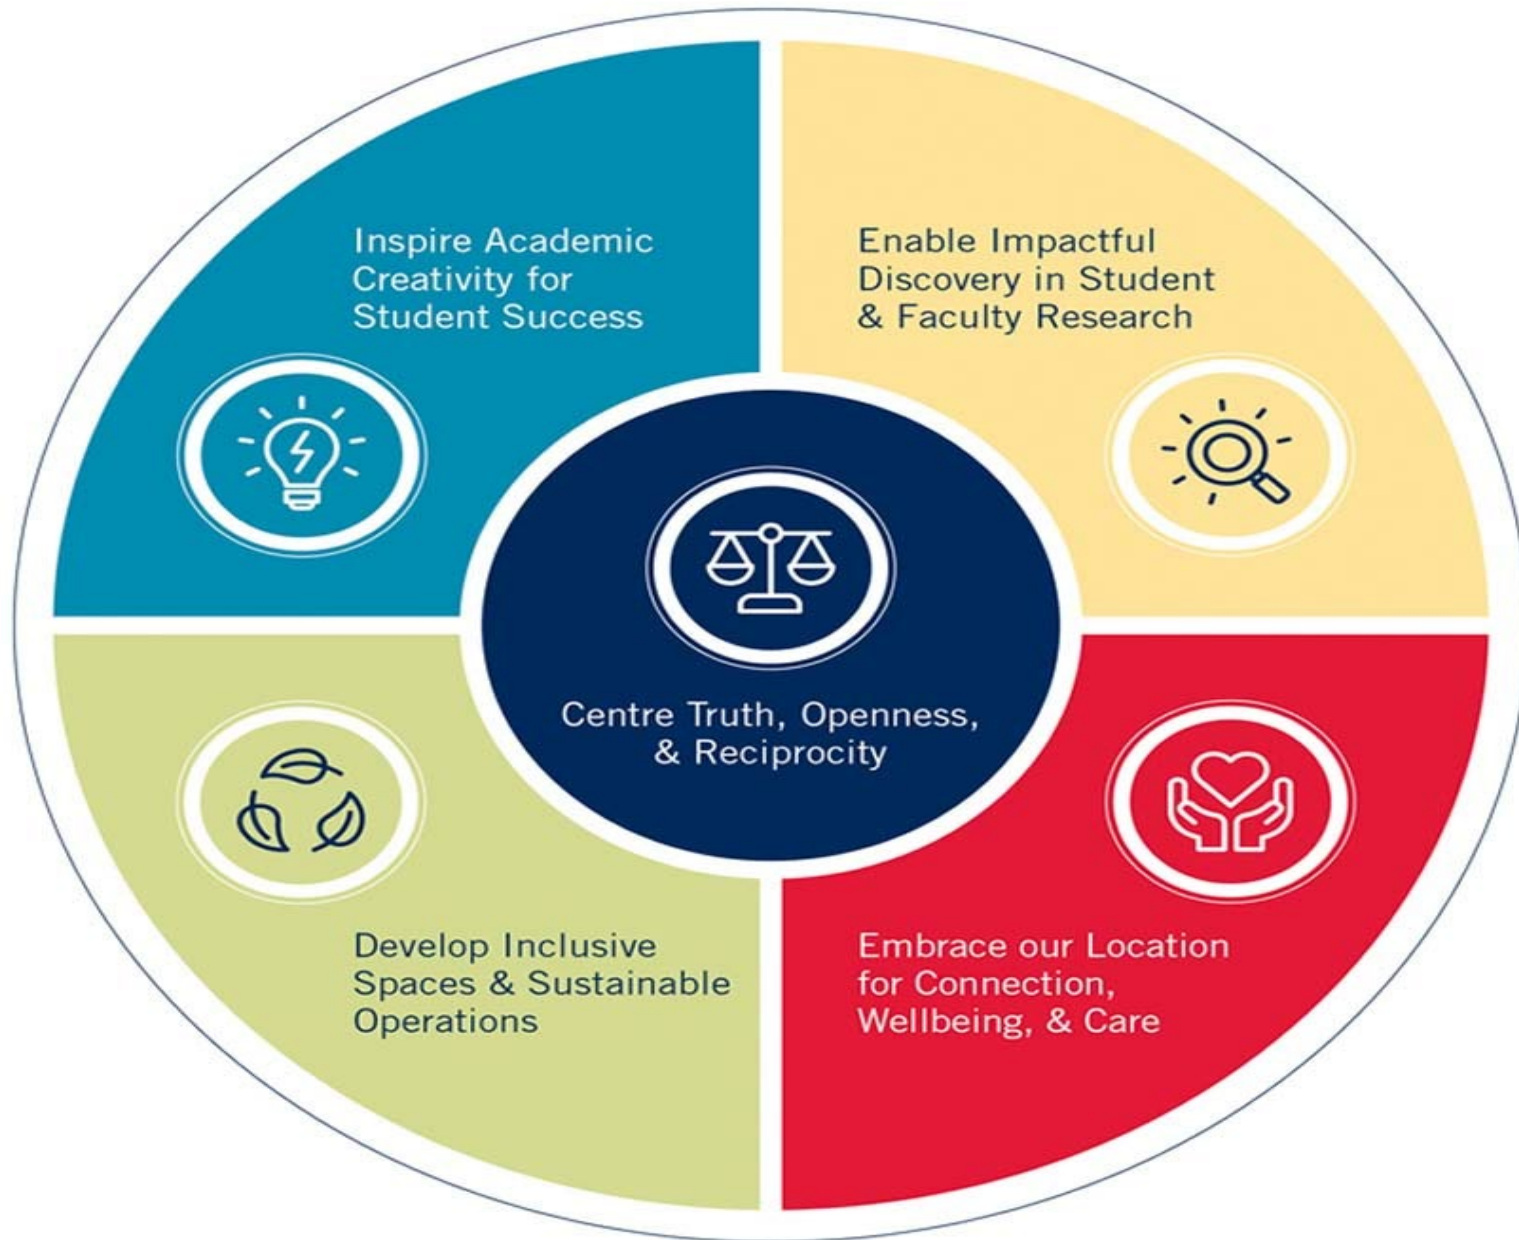 Inspire Academic
Creativity for
Student Success
Enable Impactful
Discovery in Student
& Faculty Research
Centre Truth, Openness,
& Reciprocity
Develop Inclusive
Spaces & Sustainable
Operations
Embrace our Location
for Connection,
Wellbeing, & Care